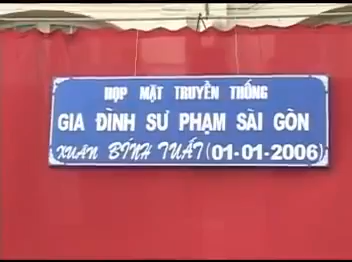 HỌP MẶT TRUYỀN THỐNG
GIA ĐÌNH SƯ PHẠM SÀI GÒN
XUÂN BÍNH TUẤT (01-01-2006)